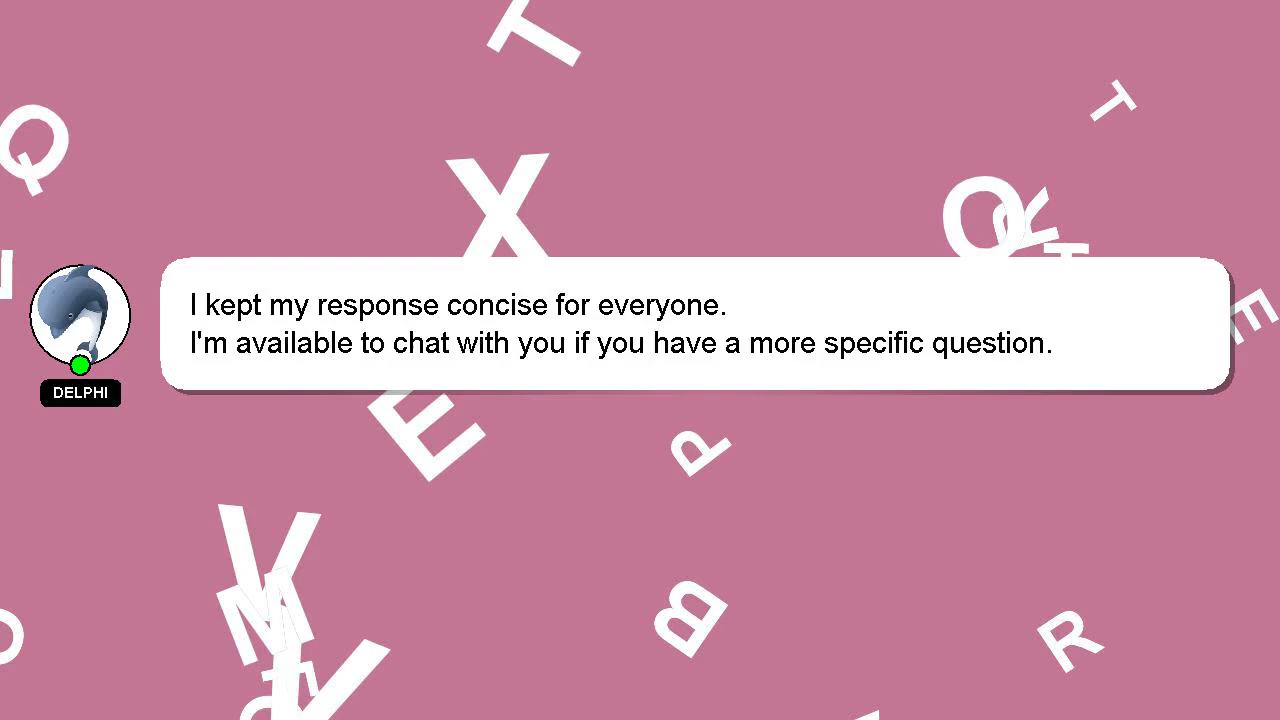 T
T
Q
X
Q
E
I kept my response concise for everyone.
I'm available to chat with you if you have a more specific question.
DELPHI
E
P
V
M
B
R
V